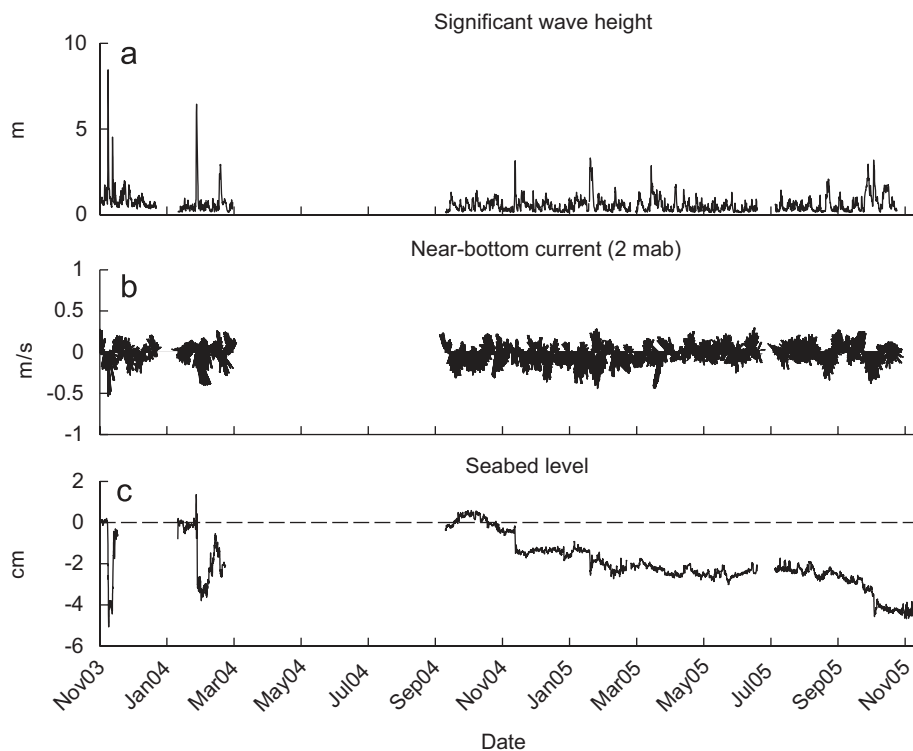 Significant wave height
a
10
5
0
m
Near-bottom current (2 mab)
b
1
0.5
0
-0.5
-1
m/s
Seabed level
c
2
0
-2
-4
-6
cm
Nov03 Jan04 Mar04 May04 Jul04 Sep04 Nov04 Jan05 Mar05 May05 Jul05 Sep05 Nov05
Date